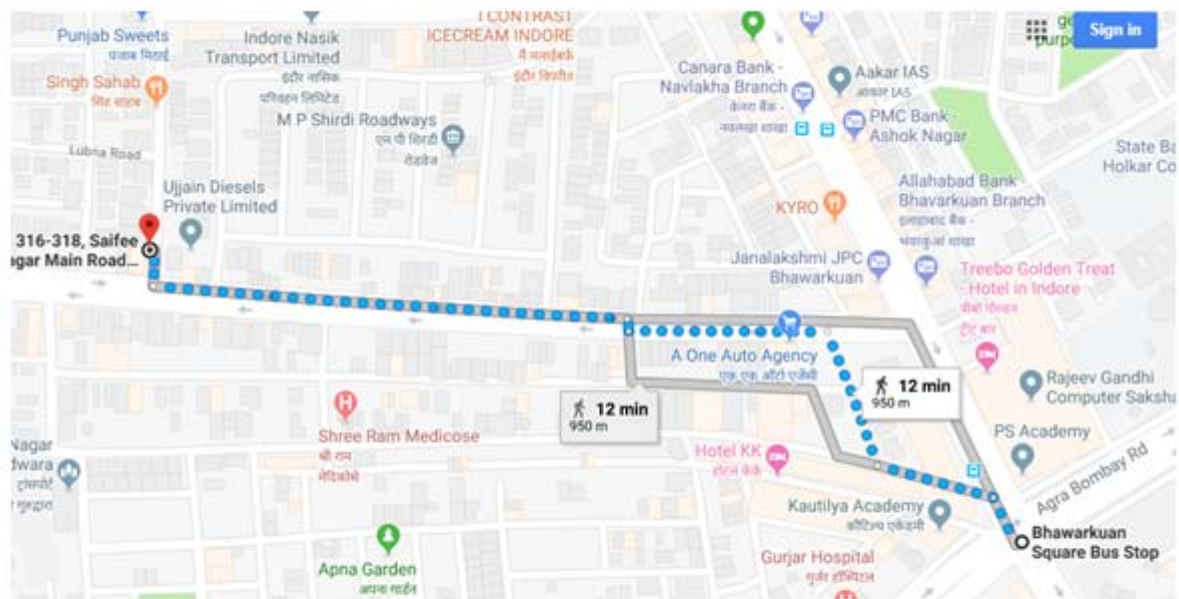 Punjab Sweets
पंजाब मिठाई
Singh Sahab
सिंह साहब
Lubna Road
Indore Nasik
Transport Limited
इंदौर नासिक
परिवहन लिमिटेड
M P Shirdi Roadways
एम पी शिरडी
रोडवेज
I CONTRAST
ICECREAM INDORE
Canara Bank -
Navlakha Branch
केनरा बैंक -
नवलखा शाखा
Sign in
Aakar IAS
आकार IAS
PMC Bank -
Ashok Nagar
State Ba
Holkar Co
Allahabad Bank
Bhavarkuan Branch
इलाहाबाद बैंक -
भंवरकुआं शाखा
KYRO
Ujjain Diesels
Private Limited
316-318, Saifee
agar Main Road...
Janalakshmi JPC
Bhawarkuan
Treebo Golden Treat
- Hotel in Indore
A One Auto Agency
एक एक ऑटो एजेंसी
12 min
950 m
12 min
950 m
Rajeev Gandhi
Computer Saksha
PS Academy
Agra Bombay Rd
Shree Ram Medicose
श्री राम
मेडिकोसे
Hotel KK
होटल केके
Nagar
dwara
Kautilya Academy
कौटिल्य एकेडमी
Bhawarkuan
Square Bus Stop
Apna Garden
अपना गार्डन
Gurjar Hospital
गुर्जर हॉस्पिटल